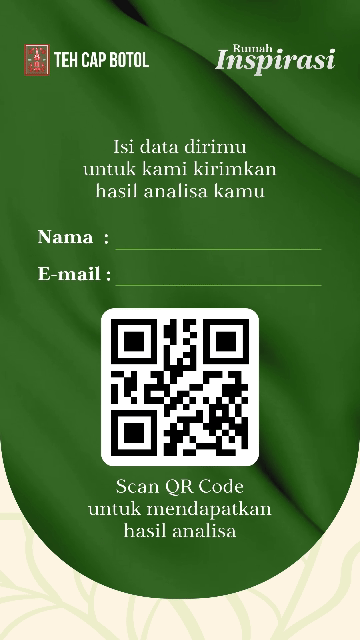 TEH CAP BOTOL
Rumah
Inspirasi
Isi data dirimu
untuk kami kirimkan
hasil analisa kamu
Nama :
E-mail :
Scan QR Code
untuk mendapatkan
hasil analisa